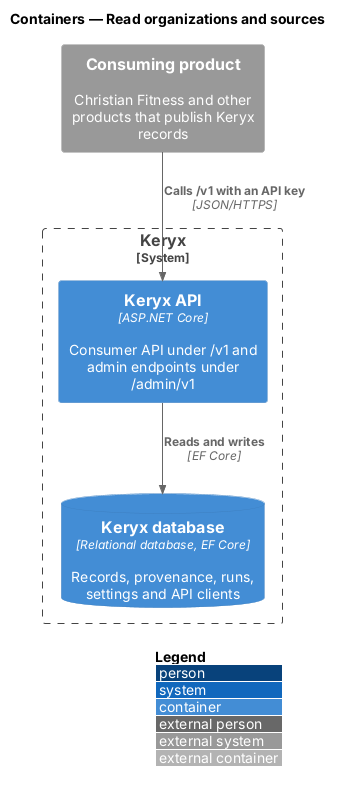 Containers — Read organizations and sources
Consuming product
Christian Fitness and other
products that publish Keryx
records
Calls /v1 with an API key
[JSON/HTTPS]
Keryx
[System]
Keryx API
[ASP.NET Core]
Consumer API under /v1 and
admin endpoints under
/admin/v1
Reads and writes
[EF Core]
Keryx database
[Relational database, EF Core]
Records, provenance, runs,
settings and API clients
Legend
person
system
container
external person
external system
external container